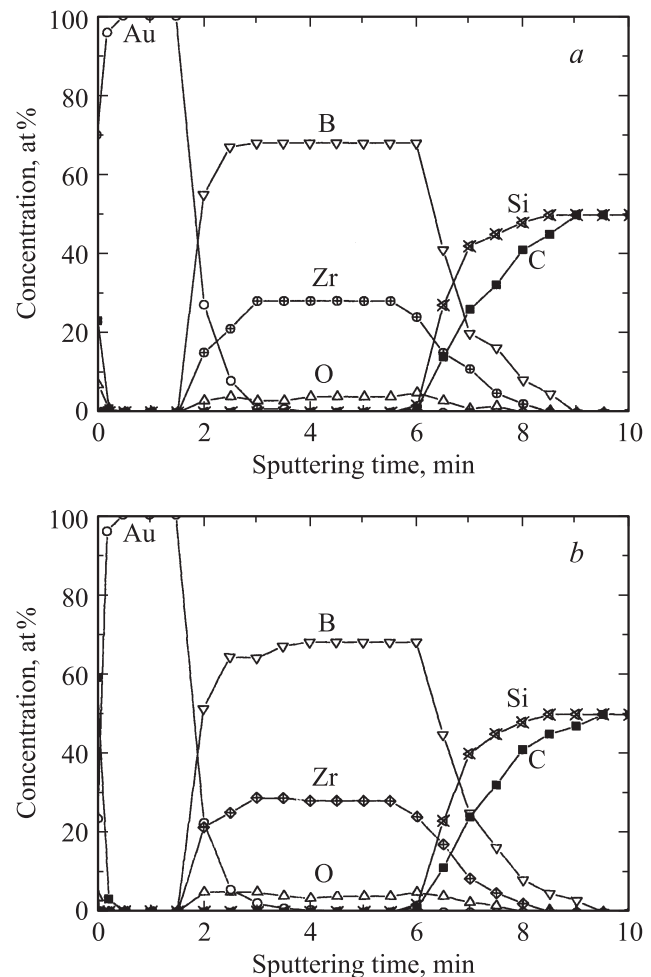 100
80
60
40
20
0
Concentration, at%
Au
B
Zr
O
Si
C
a
0
2
4
6
8
10
Sputtering time, min
100
80
60
40
20
0
Concentration, at%
Au
B
Zr
O
Si
C
b
0
2
4
6
8
10
Sputtering time, min